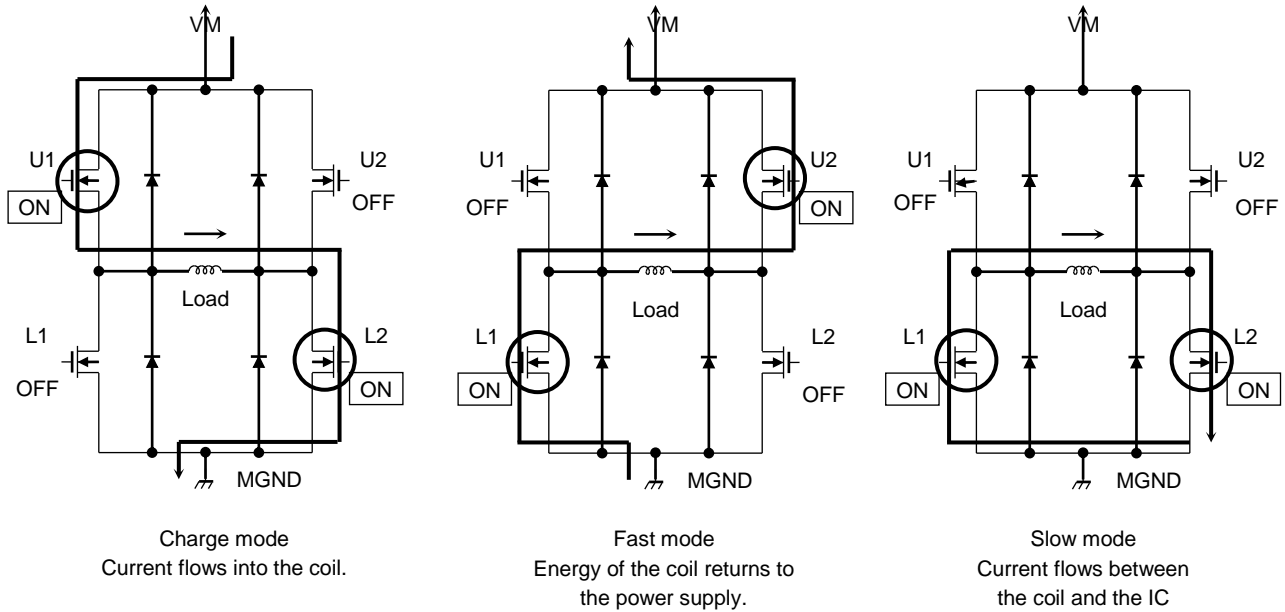 VM
U1
U2
ON
OFF
Load
L1
L2
OFF
ON
MGND
Charge mode
Current flows into the coil.
VM
U1
U2
OFF
ON
Load
L1
L2
ON
OFF
MGND
Fast mode
Energy of the coil returns to
the power supply.
VM
U1
U2
OFF
OFF
Load
L1
L2
ON
ON
MGND
Slow mode
Current flows between
the coil and the IC